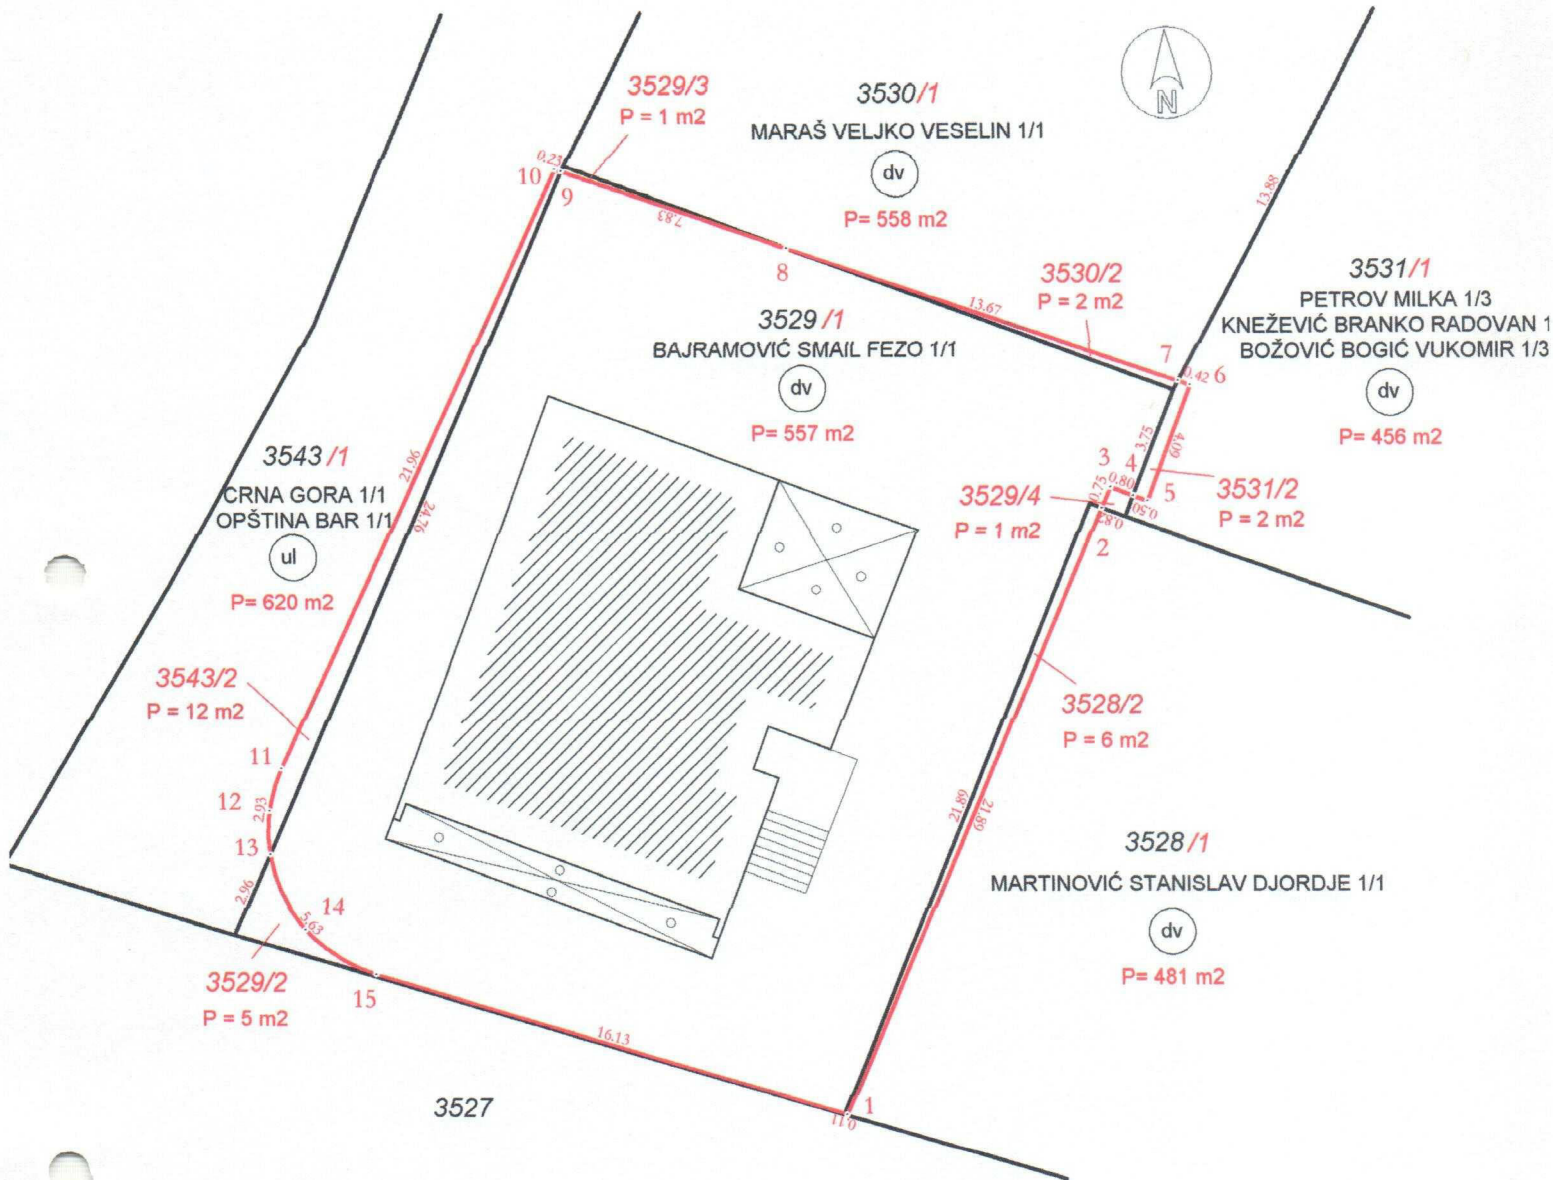 3529/3
P = 1 m2
3530/1
MARAŠ VELJKO VESELIN 1/1
dv
P= 558 m2
N
0.23
10
9
7.83
8
13.88
3530/2
P = 2 m2
13.67
3531/1
PETROV MILKA 1/3
KNEŽEVIĆ BRANKO RADOVAN 1
BOŽOVIĆ BOGIĆ VUKOMIR 1/3
dv
P= 456 m2
3529 /1
BAJRAMOVIĆ SMAIL FEZO 1/1
dv
P= 557 m2
7
0.42
6
3.75
4.09
3
4
0.80
0.75
5
0.50
0.82
2
3529/4
P = 1 m2
3531/2
P = 2 m2
3543 /1
CRNA GORA 1/1
OPŠTINA BAR 1/1
ul
P= 620 m2
21.96
24.76
3543/2
P = 12 m2
11
12
2.93
13
2.96
14
5.63
3529/2
P = 5 m2
15
3528/2
P = 6 m2
21.89
21.89
3528/1
MARTINOVIĆ STANISLAV DJORDJE 1/1
dv
P= 481 m2
16.13
1
0.11
3527